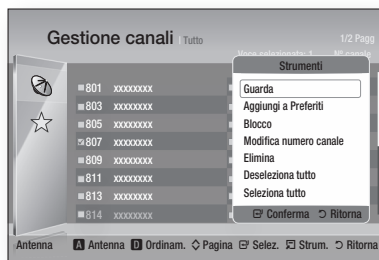 Gestione canali Tutto
1/2 Pagg
Voce selezionata: 1 N° canale
Strumenti
801 xxxxxxxx
803 xxxxxxxx
805 xxxxxxxx
807 xxxxxxxx
809 xxxxxxxx
811 xxxxxxxx
813 xxxxxxxx
814 xxxxxxxx
Guarda
Aggiungi a Preferiti
Blocco
Modifica numero canale
Elimina
Deseleziona tutto
Seleziona tutto
Conferma Ritorna
Antenna A Antenna D Ordinam. Pagina Selez. Strum. Ritorna